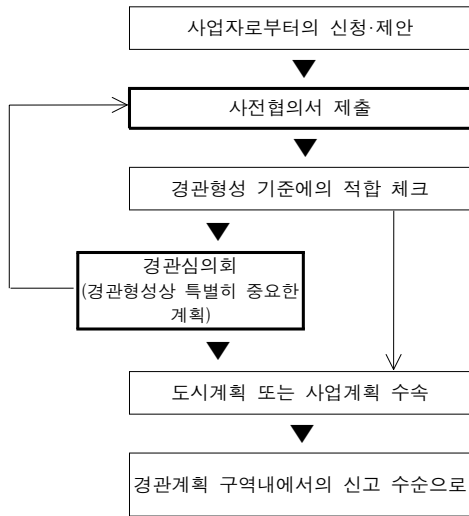 사업자로부터의 신청·제안
사전협의서 제출
경관형성 기준에의 적합 체크
경관심의회
(경관형성상 특별히 중요한
계획)
도시계획 또는 사업계획 수속
경관계획 구역내에서의 신고 수순으로